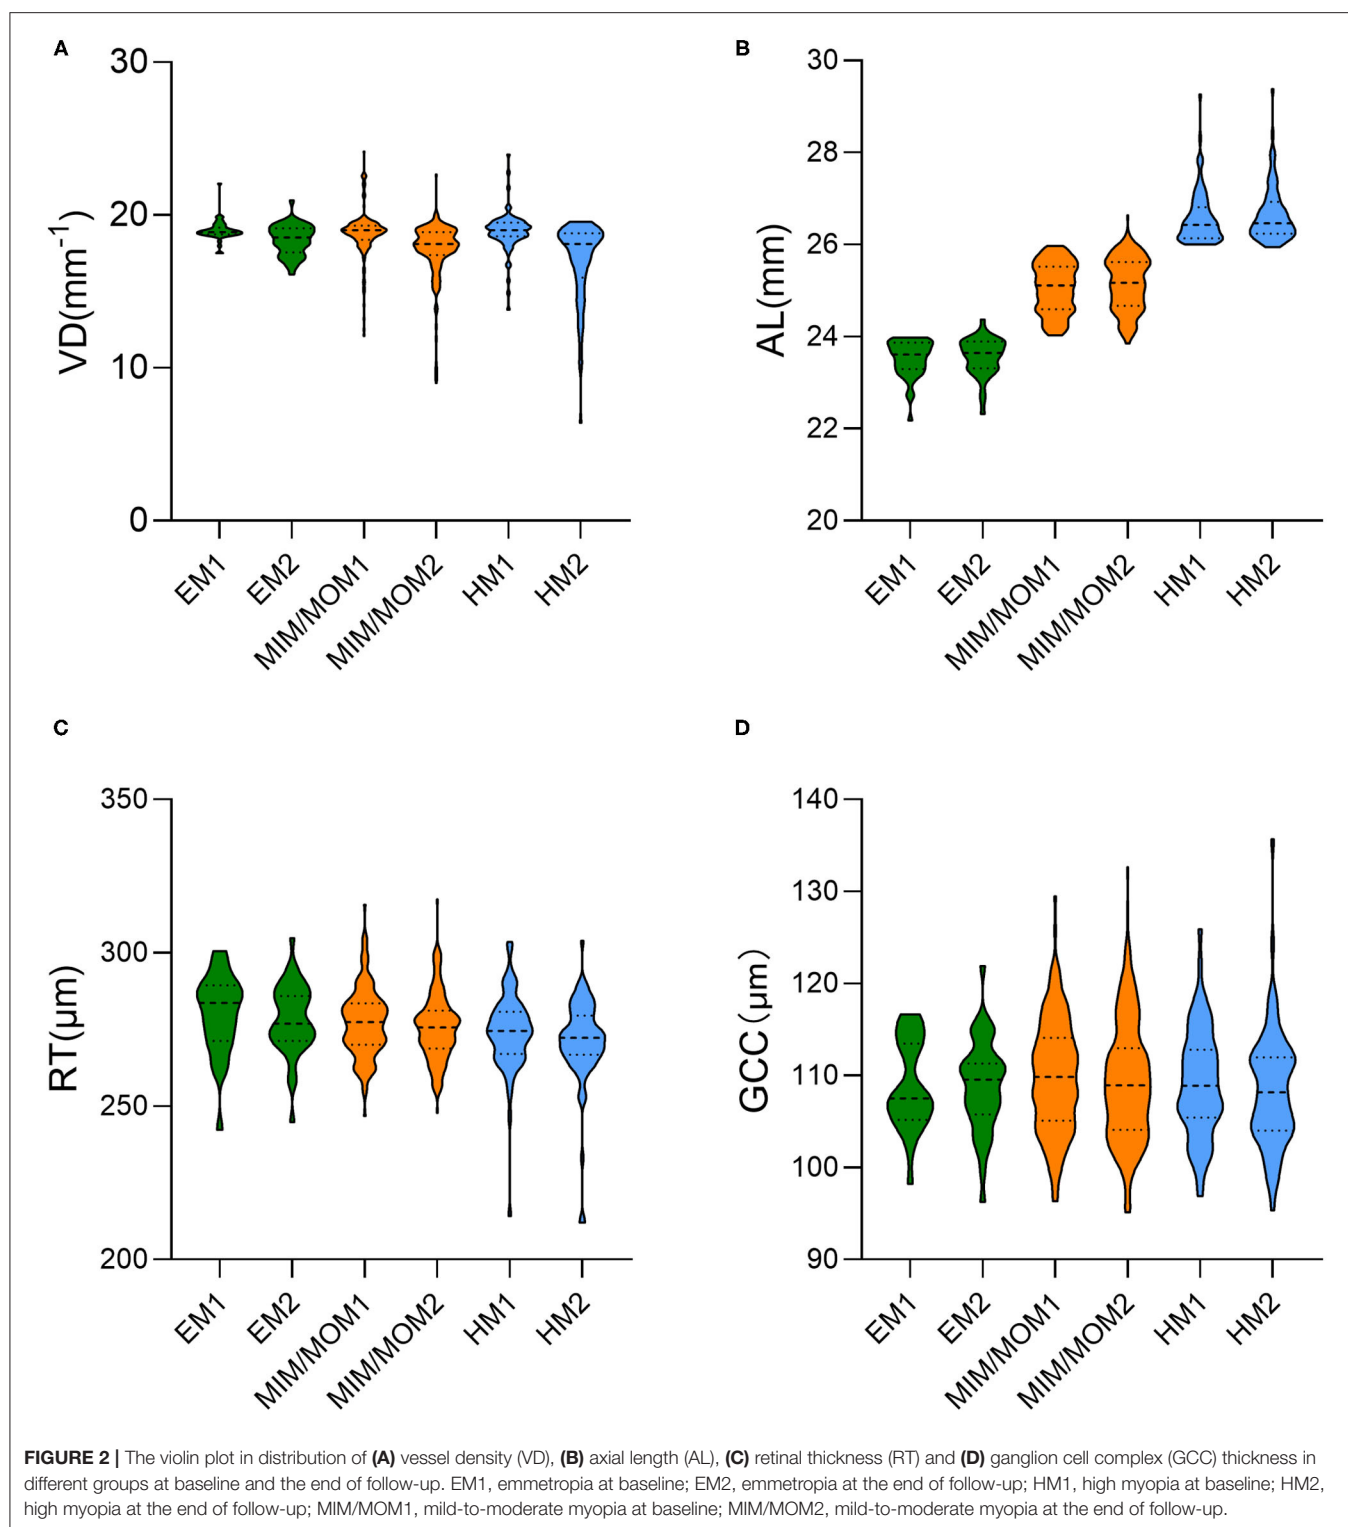 A
30
20
10
0
VD(mm⁻¹)
EM1
EM2
MIM/MOM1
MIM/MOM2
HM1
HM2
B
30
28
26
24
22
20
AL(mm)
EM1
EM2
MIM/MOM1
MIM/MOM2
HM1
HM2
C
350
300
250
200
RT(μm)
EM1
EM2
MIM/MOM1
MIM/MOM2
HM1
HM2
D
140
130
120
110
100
90
GCC(μm)
EM1
EM2
MIM/MOM1
MIM/MOM2
HM1
HM2
FIGURE 2 | The violin plot in distribution of (A) vessel density (VD), (B) axial length (AL), (C) retinal thickness (RT) and (D) ganglion cell complex (GCC) thickness in
different groups at baseline and the end of follow-up. EM1, emmetropia at baseline; EM2, emmetropia at the end of follow-up; HM1, high myopia at baseline; HM2,
high myopia at the end of follow-up; MIM/MOM1, mild-to-moderate myopia at baseline; MIM/MOM2, mild-to-moderate myopia at the end of follow-up.